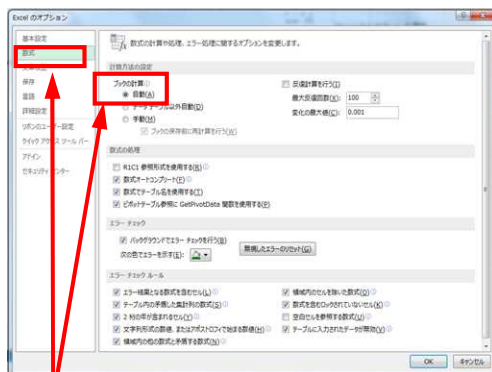 Excel のオプション
基本設定
数式
保存
言語
詳細設定
リボンのユーザー設定
クイック アクセス ツール バー
アドイン
セキュリティ センター
数式の計算や処理、エラー処理に関するオプションを変更します。
計算方法の設定
ブックの計算
自動(A)
データ テーブル以外自動(D)
手動(M)
ブックの保存前に再計算を行う(W)
反復計算を行う(I)
最大反復回数(X): 100
変化の最大値(C): 0.001
数式の処理
R1C1 参照形式を使用する(R)
数式オートコンプリート(F)
数式でテーブル名を使用する(T)
ピボットテーブル参照に GetPivotData 関数を使用する(P)
エラー チェック
バックグラウンドでエラー チェックを行う(B)
次の色でエラーを示す(E):
無視したエラーのリセット(G)
エラー チェック ルール
エラー結果となる数式を含むセル(L)
テーブル内の矛盾した集計列の数式(S)
2 桁の年が含まれるセル(Y)
文字列形式の数値、またはアポストロフィで始まる数値(H)
領域内の他の数式と矛盾する数式(N)
領域内のセルを除いた数式(O)
数式を含むロックされていないセル(K)
空白セルを参照する数式(U)
テーブルに入力されたデータが無効(V)
OK
キャンセル